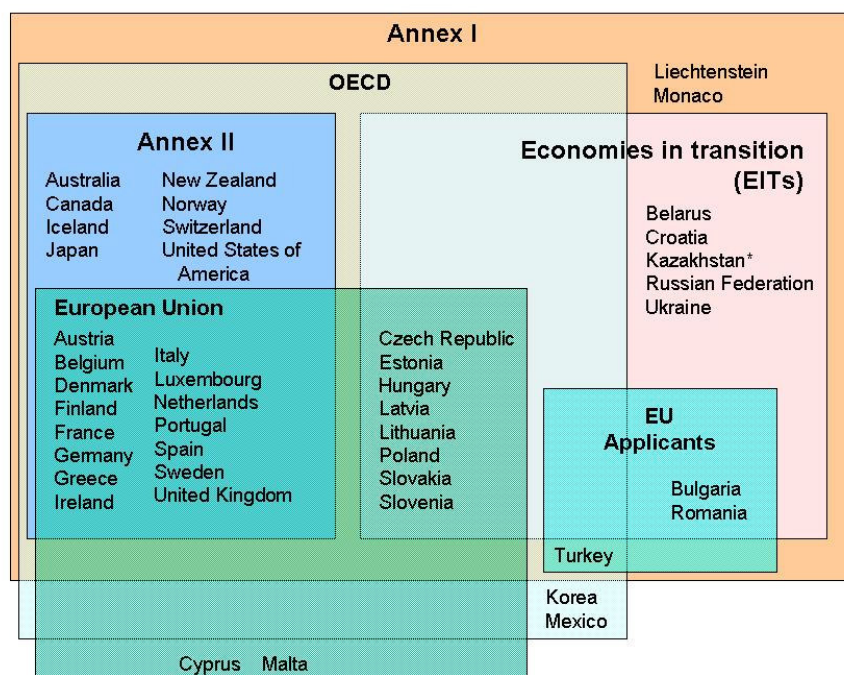 Annex I
OECD
Liechtenstein
Monaco
Annex II
Australia
Canada
Iceland
Japan
New Zealand
Norway
Switzerland
United States of
America
Economies in transition
(EITs)
Belarus
Croatia
Kazakhstan*
Russian Federation
Ukraine
European Union
Austria
Belgium
Denmark
Finland
France
Germany
Greece
Ireland
Italy
Luxembourg
Netherlands
Portugal
Spain
Sweden
United Kingdom
Czech Republic
Estonia
Hungary
Latvia
Lithuania
Poland
Slovakia
Slovenia
EU
Applicants
Bulgaria
Romania
Turkey
Korea
Mexico
Cyprus Malta